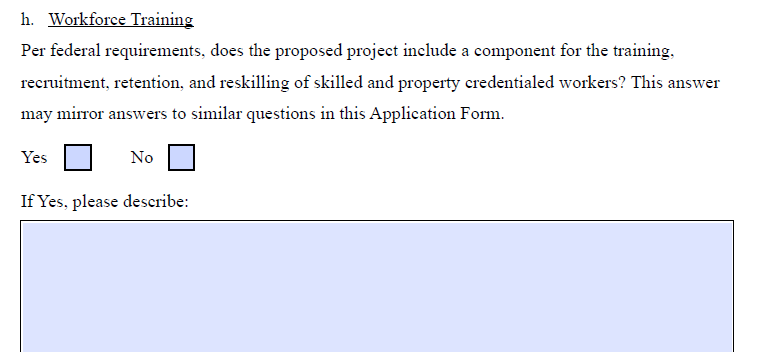 h. Workforce Training
Per federal requirements, does the proposed project include a component for the training,
recruitment, retention, and reskilling of skilled and property credentialed workers? This answer
may mirror answers to similar questions in this Application Form.
Yes No
If Yes, please describe: